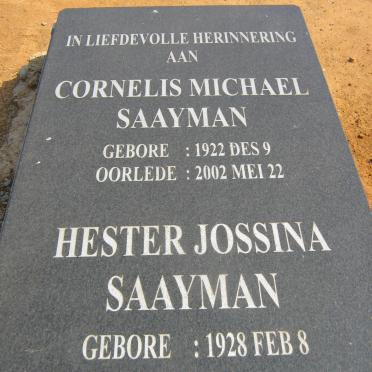 IN LIEFDEVOLLE HERINNERING
AAN
CORNELIS MICHAEL
SAAYMAN
GEBORE : 1922 DES 9
OORLEDE : 2002 MEI 22
HESTER JOSSINA
SAAYMAN
GEBORE : 1928 FEB 8